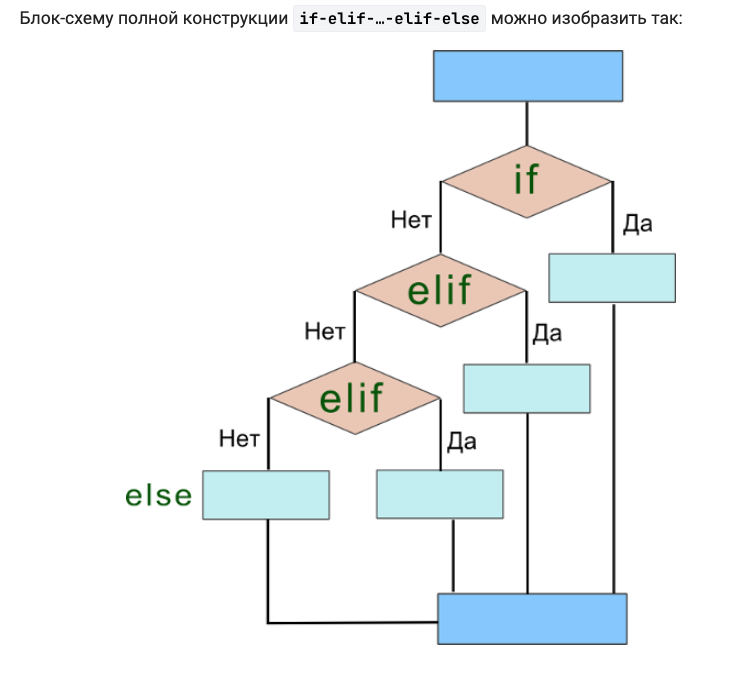 Блок-схему полной конструкции if-elif-…-elif-else можно изобразить так:
if
Нет
Да
elif
Нет
Да
elif
Нет
Да
else